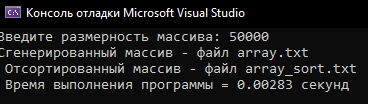 Консоль отладки Microsoft Visual Studio
Введите размерность массива: 50000
Сгенерированный массив - файл array.txt
Отсортированный массив - файл array_sort.txt
Время выполнения программы = 0.00283 секунд